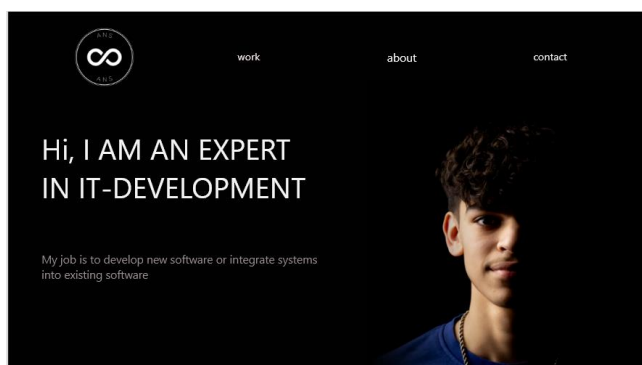 ANS
ANS
work
about
contact
Hi, I AM AN EXPERT
IN IT-DEVELOPMENT
My job is to develop new software or integrate systems
into existing software